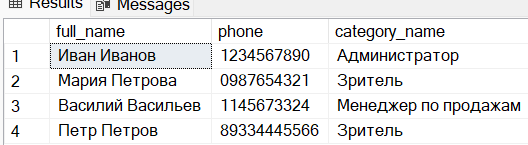 Results Messages
full_name phone category_name
1 Иван Иванов 1234567890 Администратор
2 Мария Петрова 0987654321 Зритель
3 Василий Васильев 1145673324 Менеджер по продажам
4 Петр Петров 89334445566 Зритель